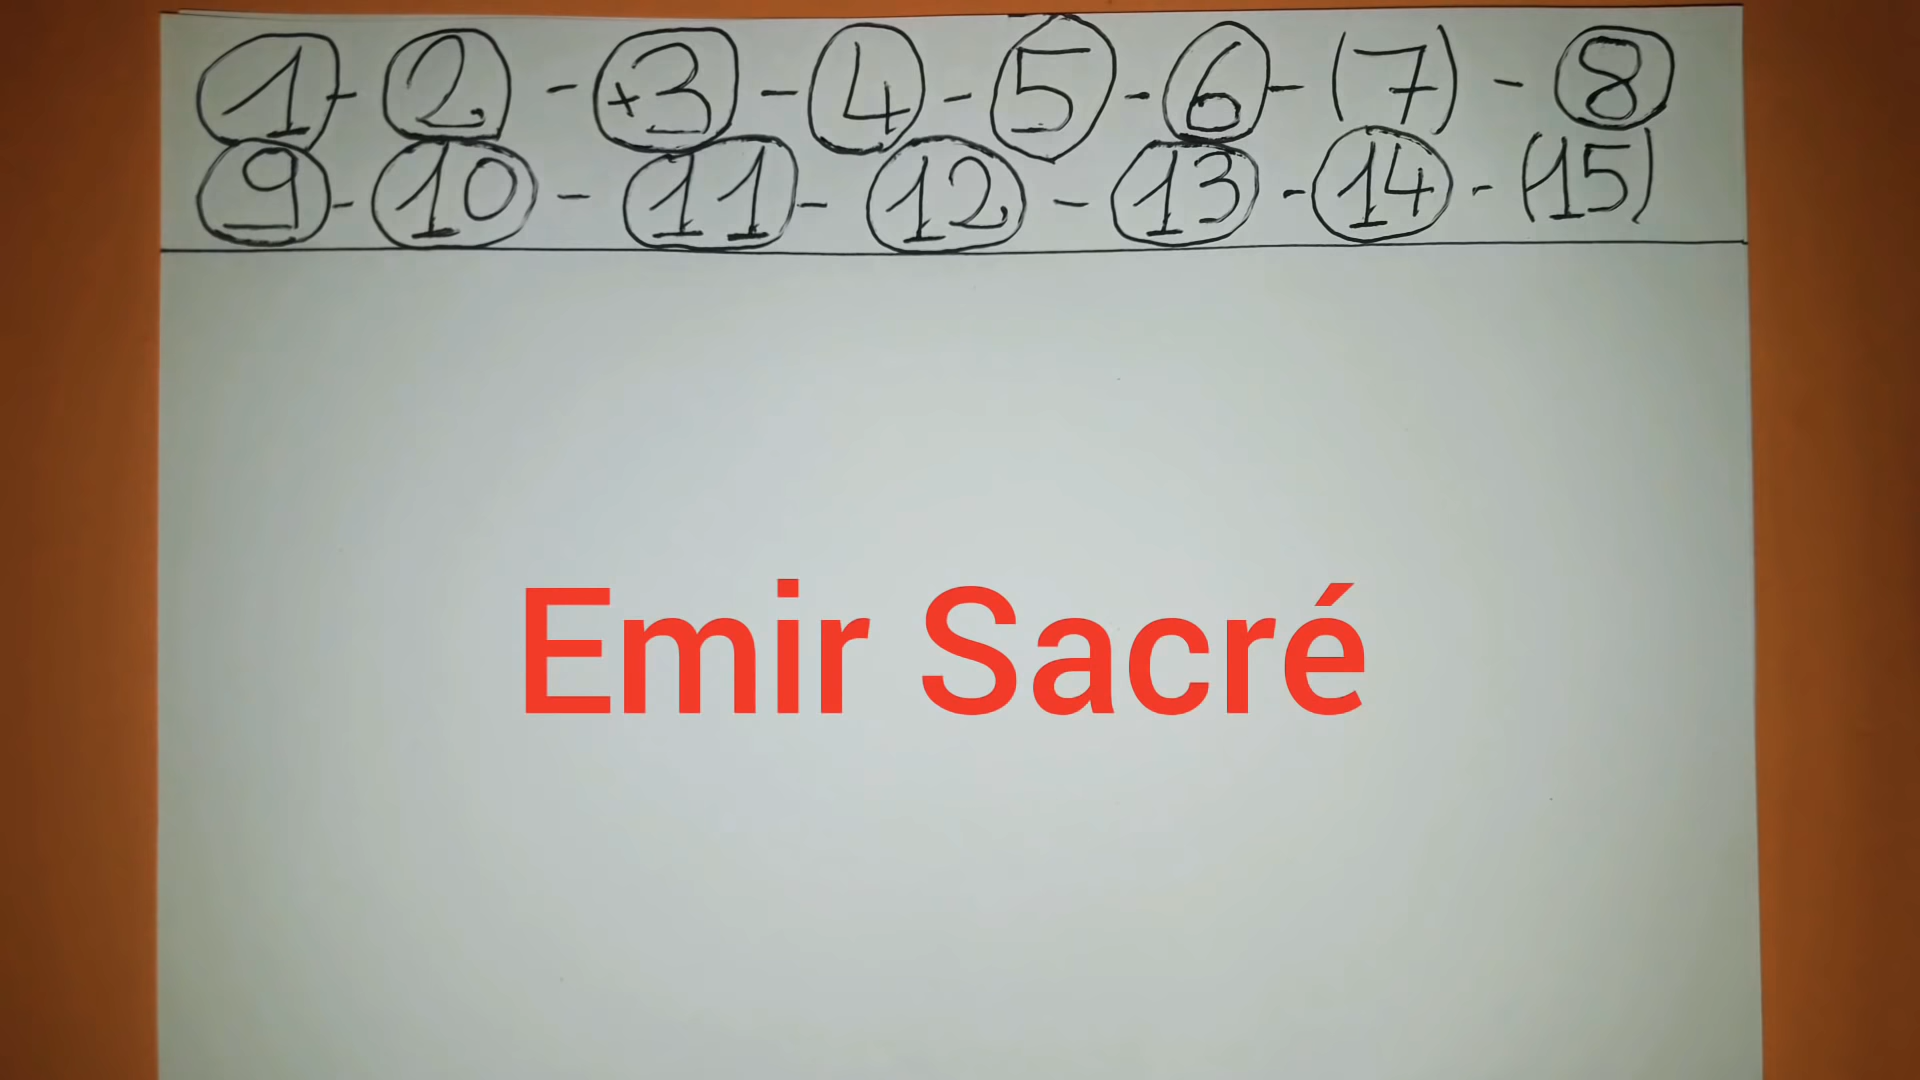 1 - 2 - +3 - 4 - 5 - 6 - (7) - 8
9 - 10 - 11 - 12 - 13 - 14 - (15)
Emir Sacré